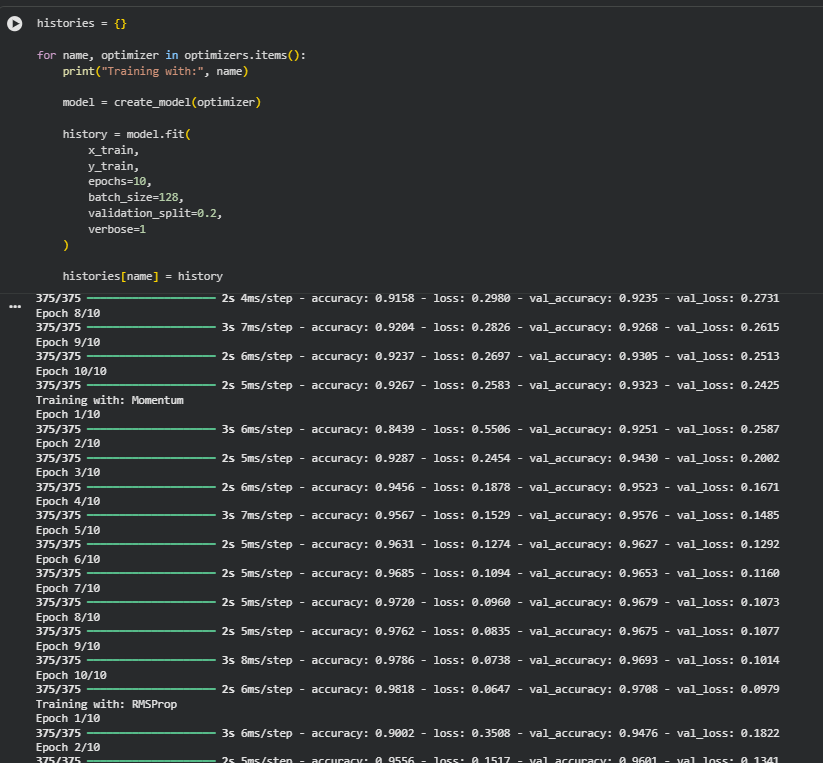 histories = {}
for name, optimizer in optimizers.items():
print("Training with:", name)
model = create_model(optimizer)
history = model.fit(
x_train,
y_train,
epochs=10,
batch_size=128,
validation_split=0.2,
verbose=1
)
histories[name] = history
375/375 2s 4ms/step - accuracy: 0.9158 - loss: 0.2980 - val_accuracy: 0.9235 - val_loss: 0.2731
Epoch 8/10
375/375 3s 7ms/step - accuracy: 0.9204 - loss: 0.2826 - val_accuracy: 0.9268 - val_loss: 0.2615
Epoch 9/10
375/375 2s 6ms/step - accuracy: 0.9237 - loss: 0.2697 - val_accuracy: 0.9305 - val_loss: 0.2513
Epoch 10/10
375/375 2s 5ms/step - accuracy: 0.9267 - loss: 0.2583 - val_accuracy: 0.9323 - val_loss: 0.2425
Training with: Momentum
Epoch 1/10
375/375 3s 6ms/step - accuracy: 0.8439 - loss: 0.5506 - val_accuracy: 0.9251 - val_loss: 0.2587
Epoch 2/10
375/375 2s 5ms/step - accuracy: 0.9287 - loss: 0.2454 - val_accuracy: 0.9430 - val_loss: 0.2002
Epoch 3/10
375/375 2s 6ms/step - accuracy: 0.9456 - loss: 0.1878 - val_accuracy: 0.9523 - val_loss: 0.1671
Epoch 4/10
375/375 3s 7ms/step - accuracy: 0.9567 - loss: 0.1529 - val_accuracy: 0.9576 - val_loss: 0.1485
Epoch 5/10
375/375 2s 5ms/step - accuracy: 0.9631 - loss: 0.1274 - val_accuracy: 0.9627 - val_loss: 0.1292
Epoch 6/10
375/375 2s 5ms/step - accuracy: 0.9685 - loss: 0.1094 - val_accuracy: 0.9653 - val_loss: 0.1160
Epoch 7/10
375/375 2s 5ms/step - accuracy: 0.9720 - loss: 0.0960 - val_accuracy: 0.9679 - val_loss: 0.1073
Epoch 8/10
375/375 2s 5ms/step - accuracy: 0.9762 - loss: 0.0835 - val_accuracy: 0.9675 - val_loss: 0.1077
Epoch 9/10
375/375 3s 8ms/step - accuracy: 0.9786 - loss: 0.0738 - val_accuracy: 0.9693 - val_loss: 0.1014
Epoch 10/10
375/375 2s 6ms/step - accuracy: 0.9818 - loss: 0.0647 - val_accuracy: 0.9708 - val_loss: 0.0979
Training with: RMSProp
Epoch 1/10
375/375 3s 6ms/step - accuracy: 0.9002 - loss: 0.3508 - val_accuracy: 0.9476 - val_loss: 0.1822
Epoch 2/10
375/375 2s 5ms/step - accuracy: 0.9556 - loss: 0.1517 - val_accuracy: 0.9601 - val_loss: 0.1341